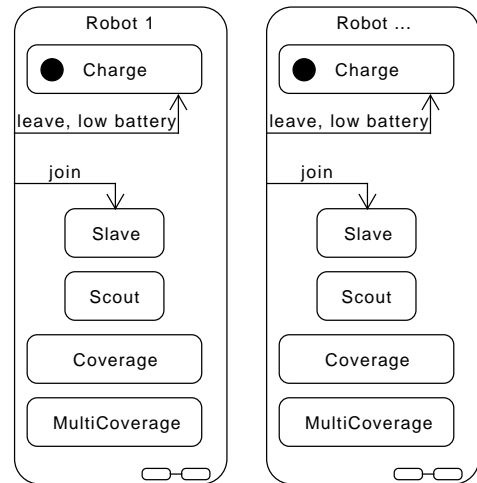 Robot 1
Charge
leave, low battery
join
Slave
Scout
Coverage
MultiCoverage
Robot ...
Charge
leave, low battery
join
Slave
Scout
Coverage
MultiCoverage